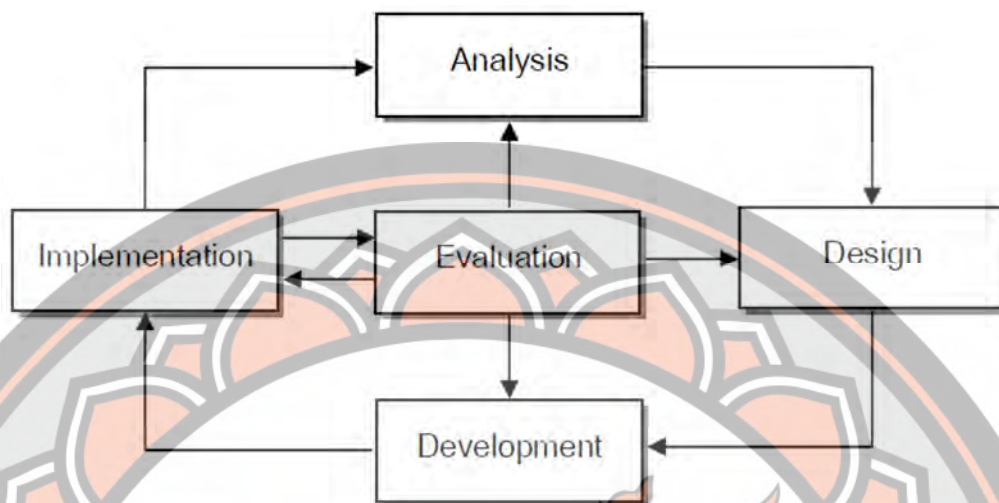 Analysis
Implementation
Evaluation
Design
Development